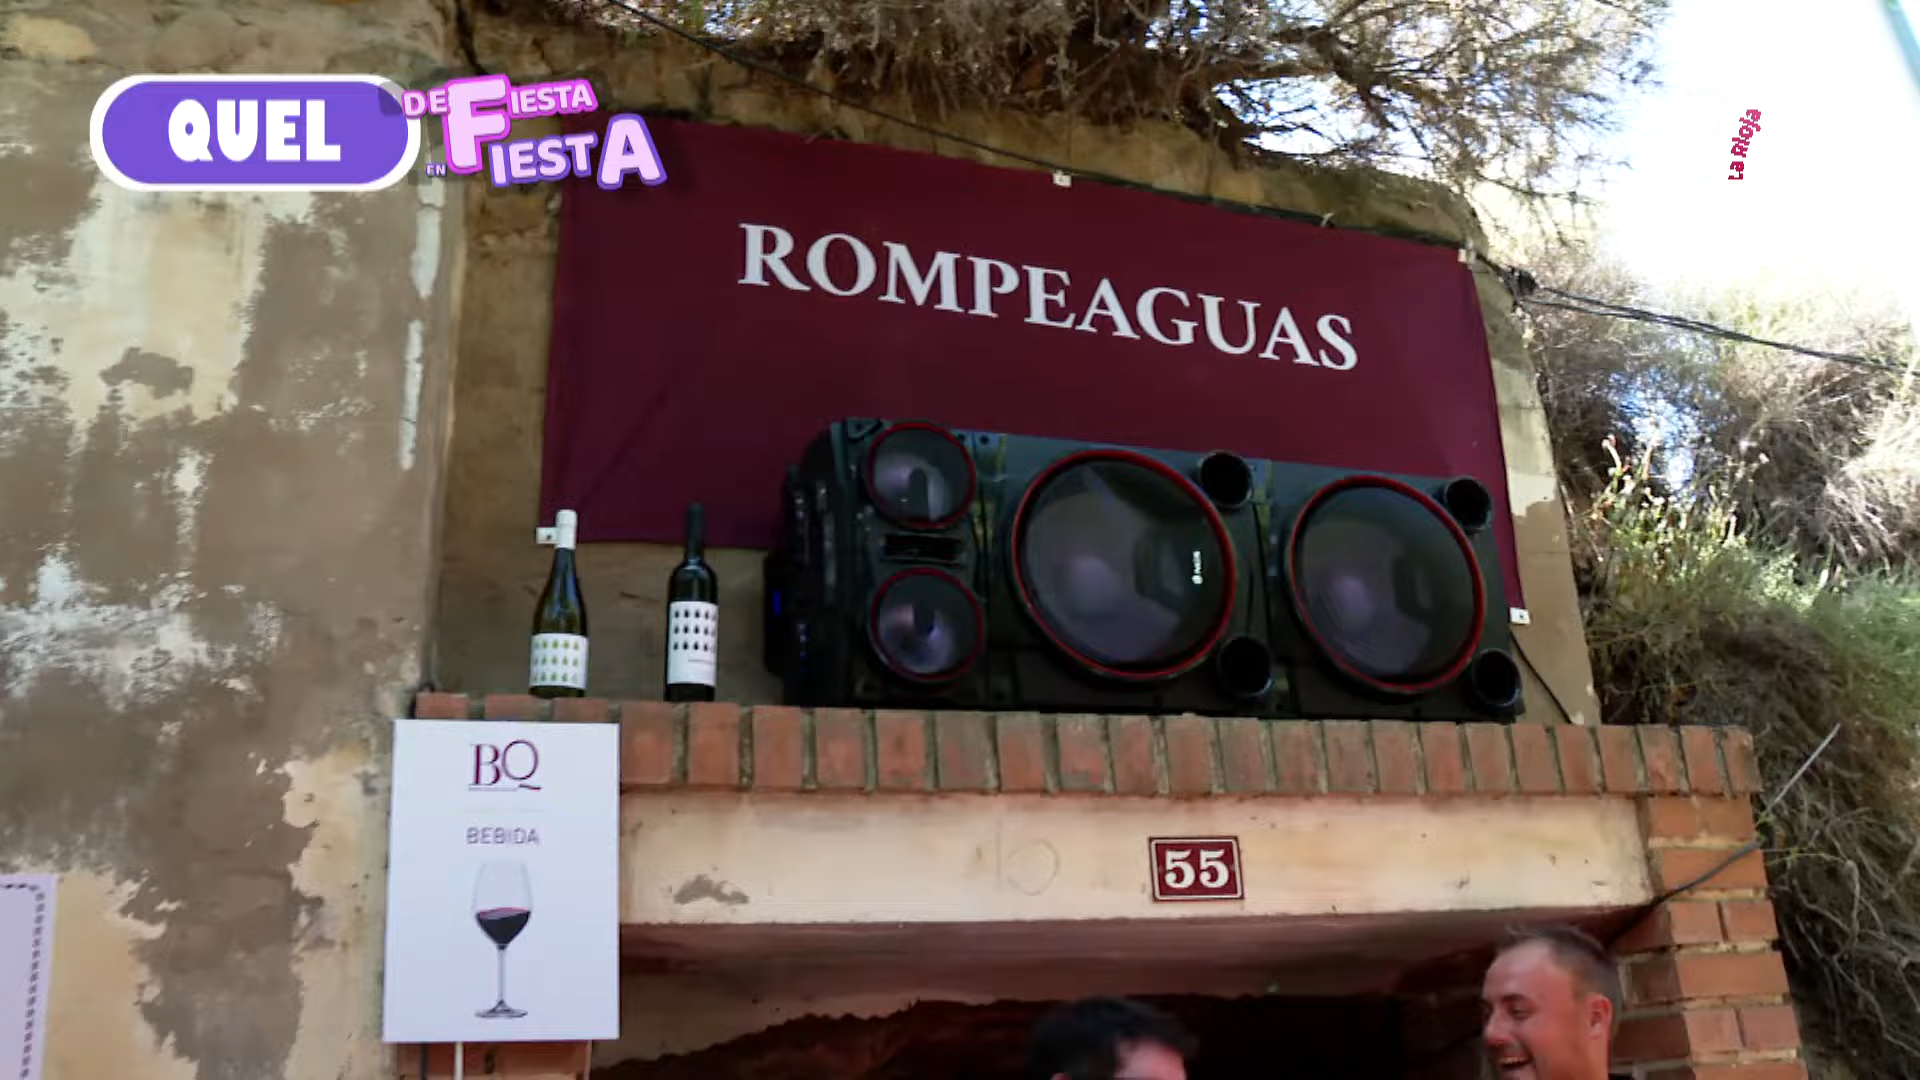 QUEL
DE FIESTA
EN FIESTA
La Rioja
ROMPEAGUAS
BQ
BEBIDA
55